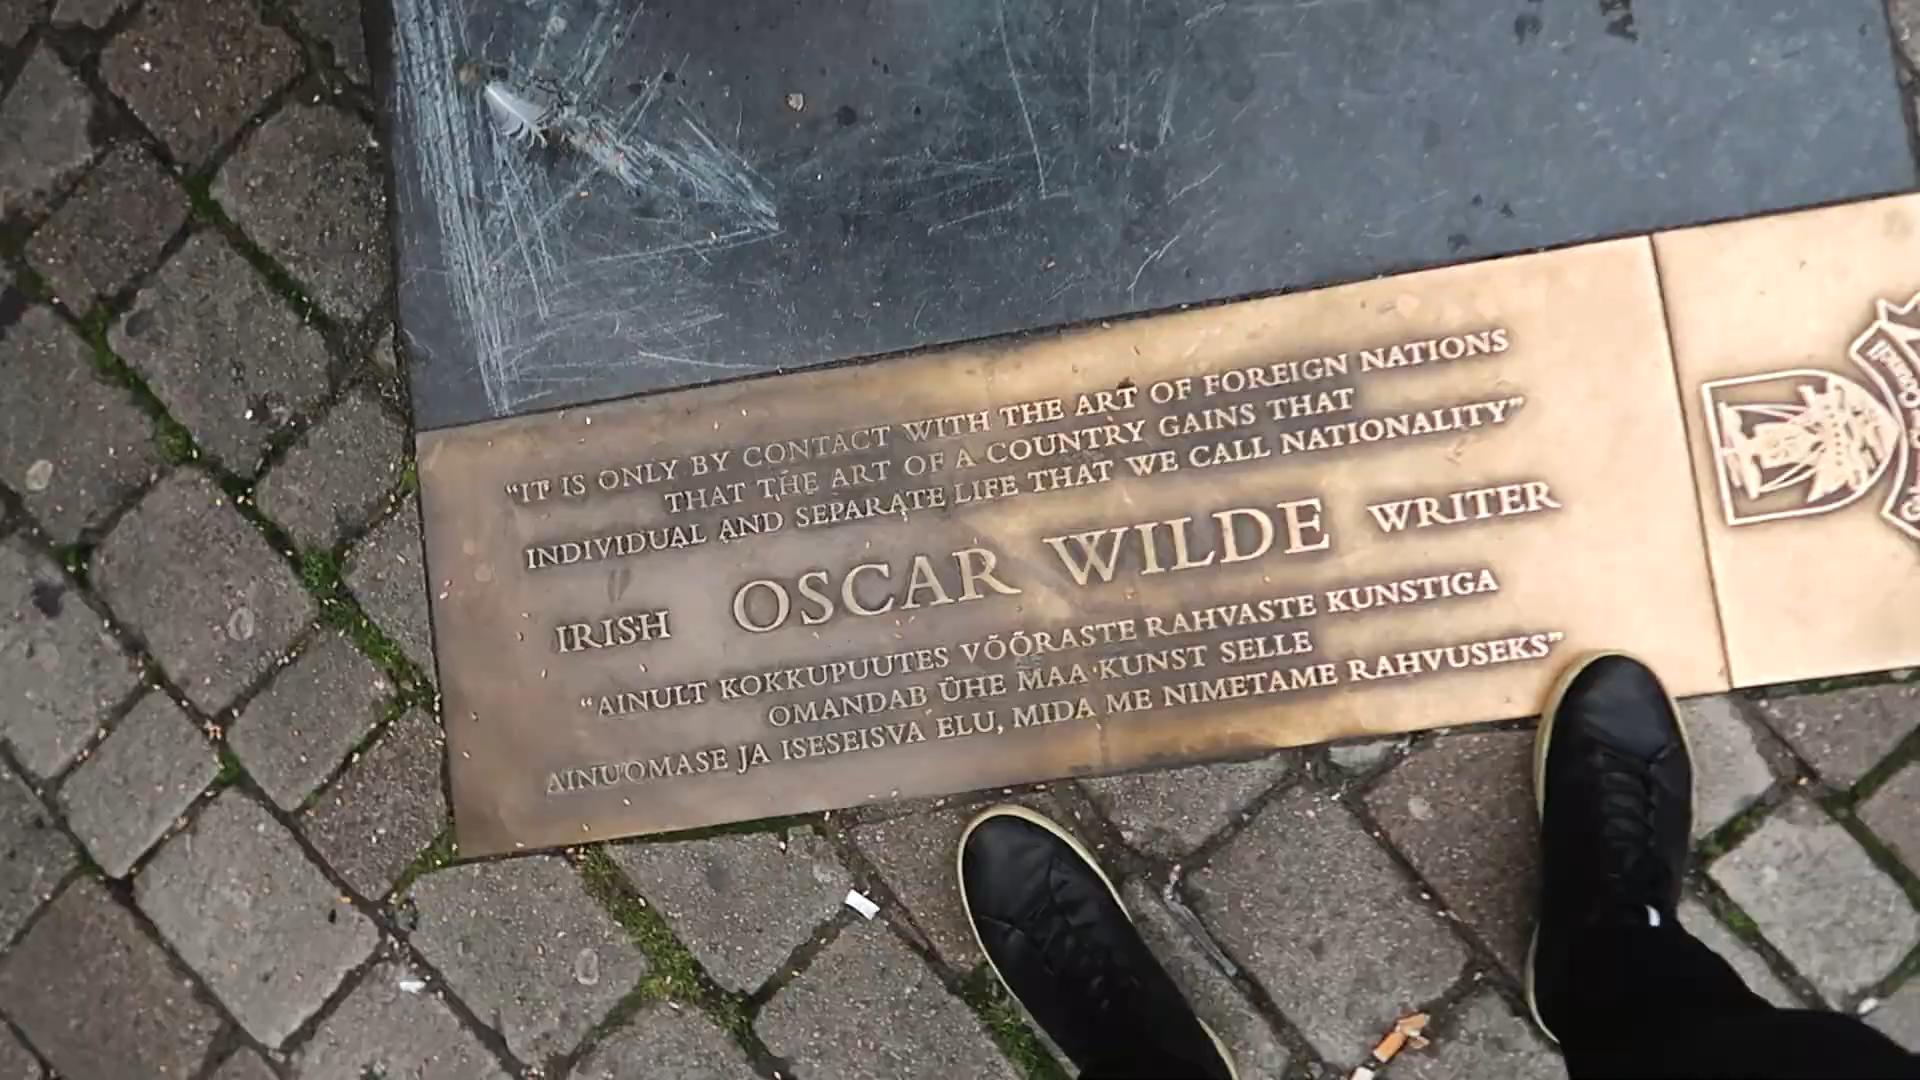 “IT IS ONLY BY CONTACT WITH THE ART OF FOREIGN NATIONS
THAT THE ART OF A COUNTRY GAINS THAT
INDIVIDUAL AND SEPARATE LIFE THAT WE CALL NATIONALITY”
IRISH OSCAR WILDE WRITER
“AINULT KOKKUPUUTES VÕÕRASTE RAHVASTE KUNSTIGA
OMANDAB ÜHE MAA KUNST SELLE
AINUOMASE JA ISESEISVA ELU, MIDA ME NIMETAME RAHVUSEKS”